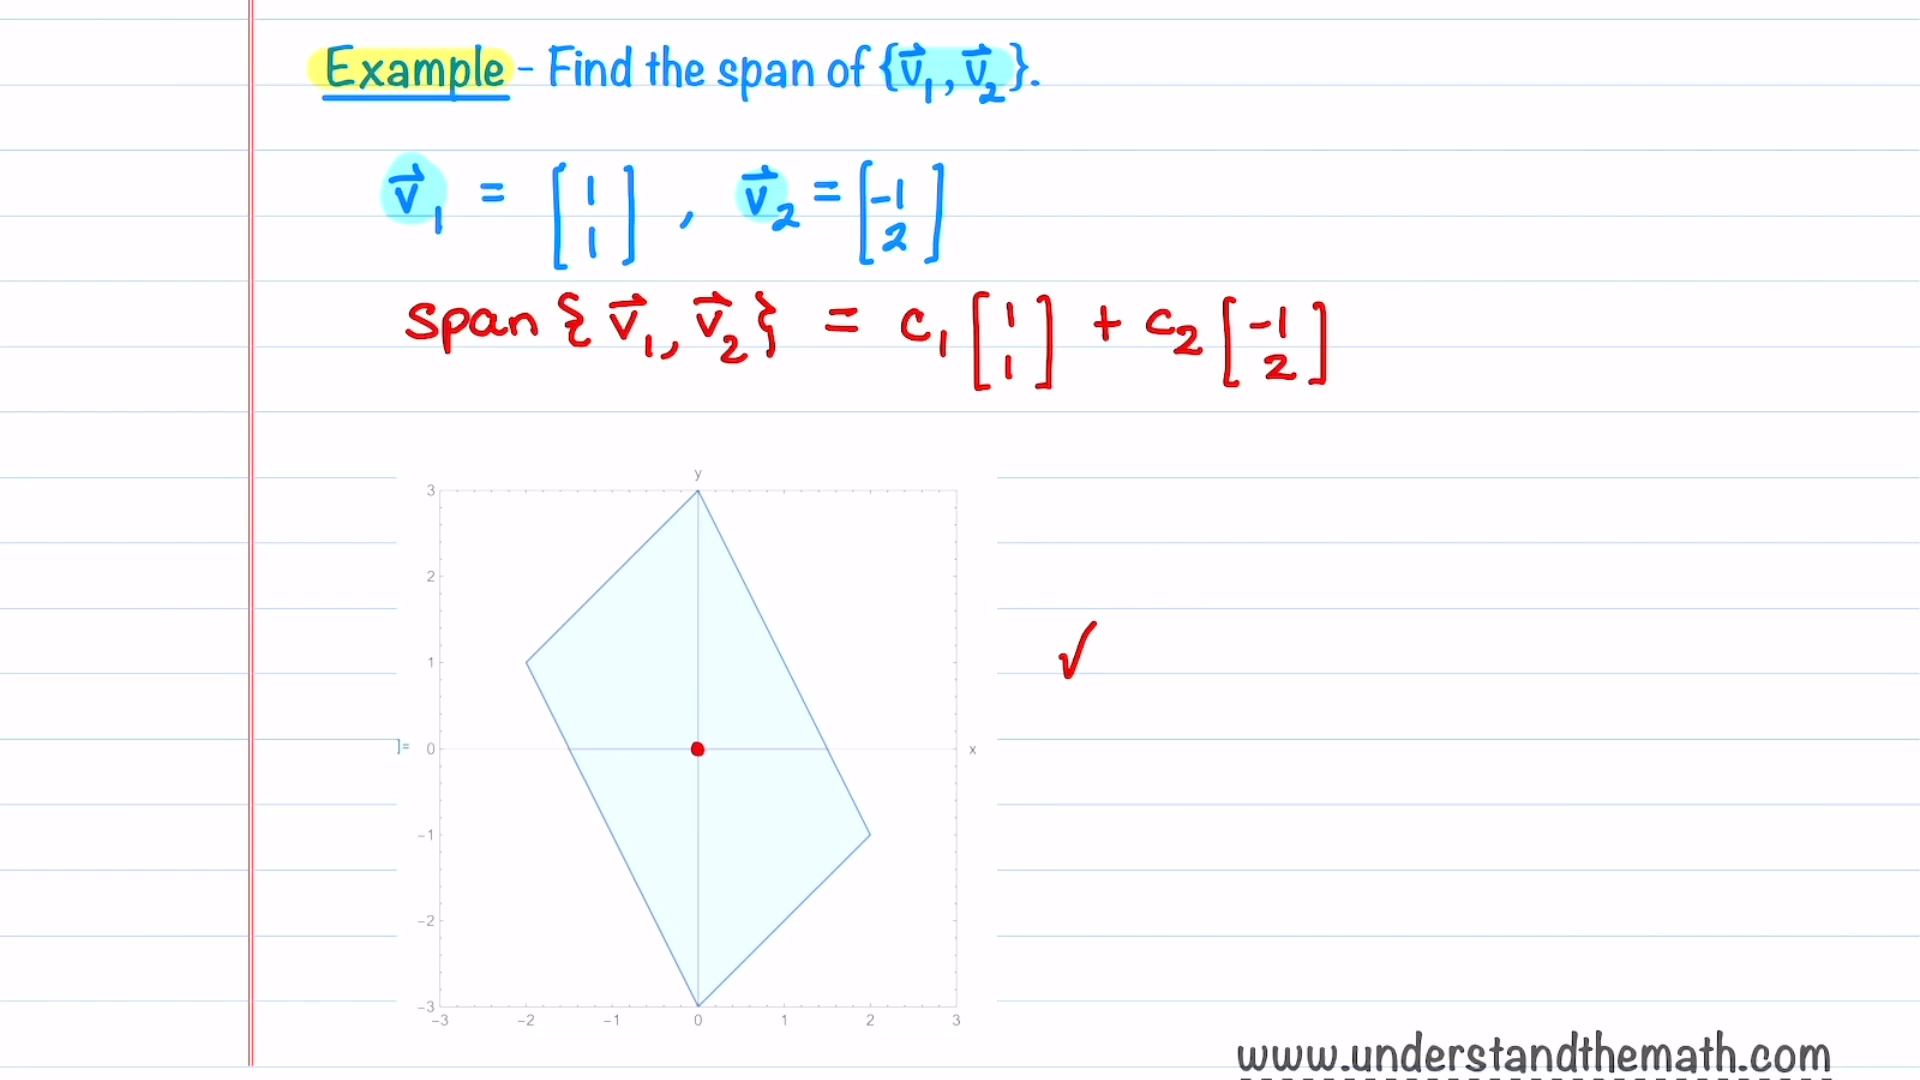 Example - Find the span of {v⃗₁, v⃗₂}.
v⃗₁ = [1 1], v⃗₂ = [-1 2]
span {v⃗₁, v⃗₂} = c₁ [1 1] + c₂ [-1 2]
y
3
2
1
]= 0 x
-1
-2
-3
-3 -2 -1 0 1 2 3
✓
www.understandthemath.com